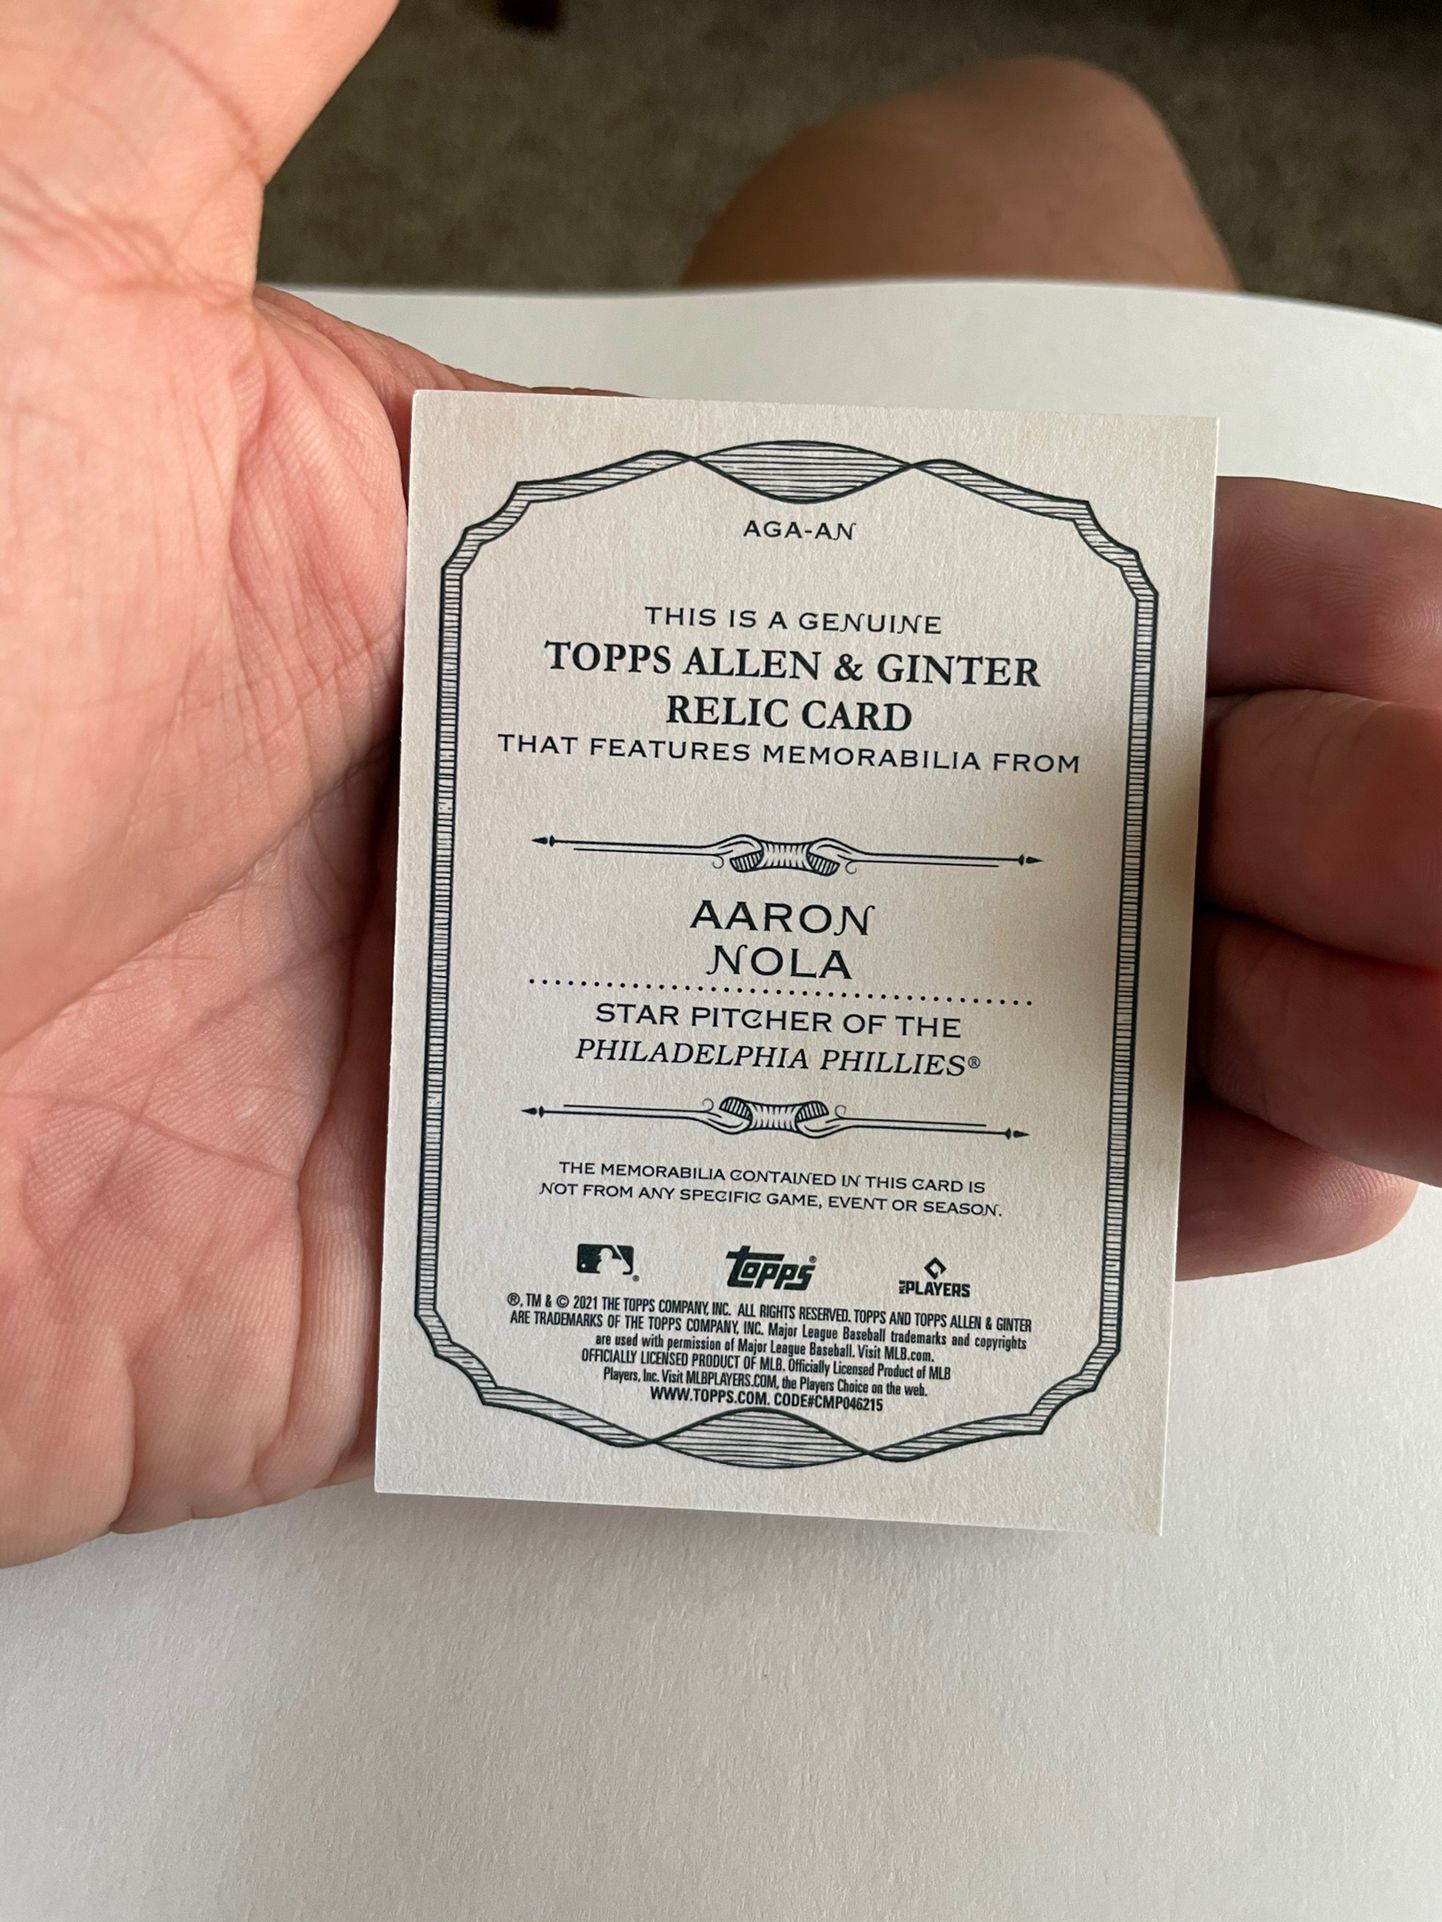 AGA-AN
THIS IS A GENUINE
TOPPS ALLEN & GINTER
RELIC CARD
THAT FEATURES MEMORABILIA FROM
AARON
NOLA
STAR PITCHER OF THE
PHILADELPHIA PHILLIES®
THE MEMORABILIA CONTAINED IN THIS CARD IS
NOT FROM ANY SPECIFIC GAME, EVENT OR SEASON.
topps® MLBPLAYERS
®, TM & © 2021 THE TOPPS COMPANY, INC. ALL RIGHTS RESERVED. TOPPS AND TOPPS ALLEN & GINTER
ARE TRADEMARKS OF THE TOPPS COMPANY, INC. Major League Baseball trademarks and copyrights
are used with permission of Major League Baseball. Visit MLB.com.
OFFICIALLY LICENSED PRODUCT OF MLB. Officially Licensed Product of MLB
Players, Inc. Visit MLBPLAYERS.COM, the Players Choice on the web.
WWW.TOPPS.COM. CODE#CMP046215